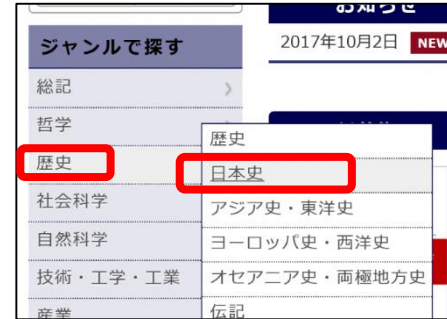 お知らせ
ジャンルで探す
2017年10月2日 NEW
総記
哲学
歴史
社会科学
自然科学
技術・工学・工業
産業
歴史
日本史
アジア史・東洋史
ヨーロッパ史・西洋史
オセアニア史・両極地方史
伝記